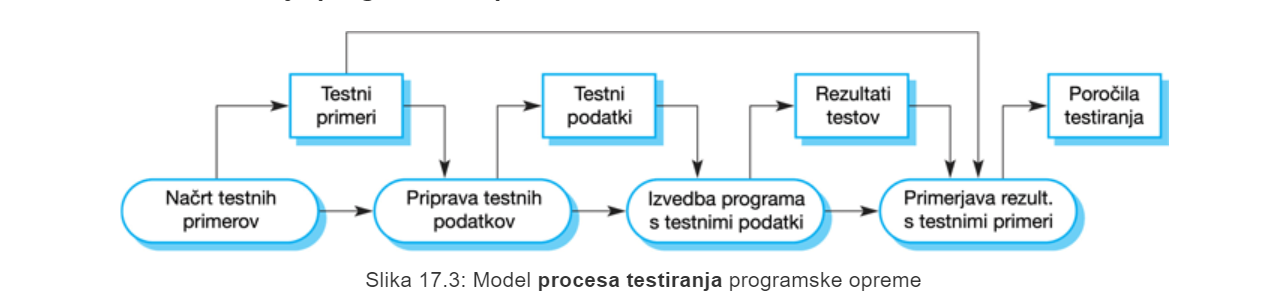 Testni
primeri
Testni
podatki
Rezultati
testov
Poročila
testiranja
Načrt testnih
primerov
Priprava testnih
podatkov
Izvedba programa
s testnimi podatki
Primerjava rezult.
s testnimi primeri
Slika 17.3: Model procesa testiranja programske opreme